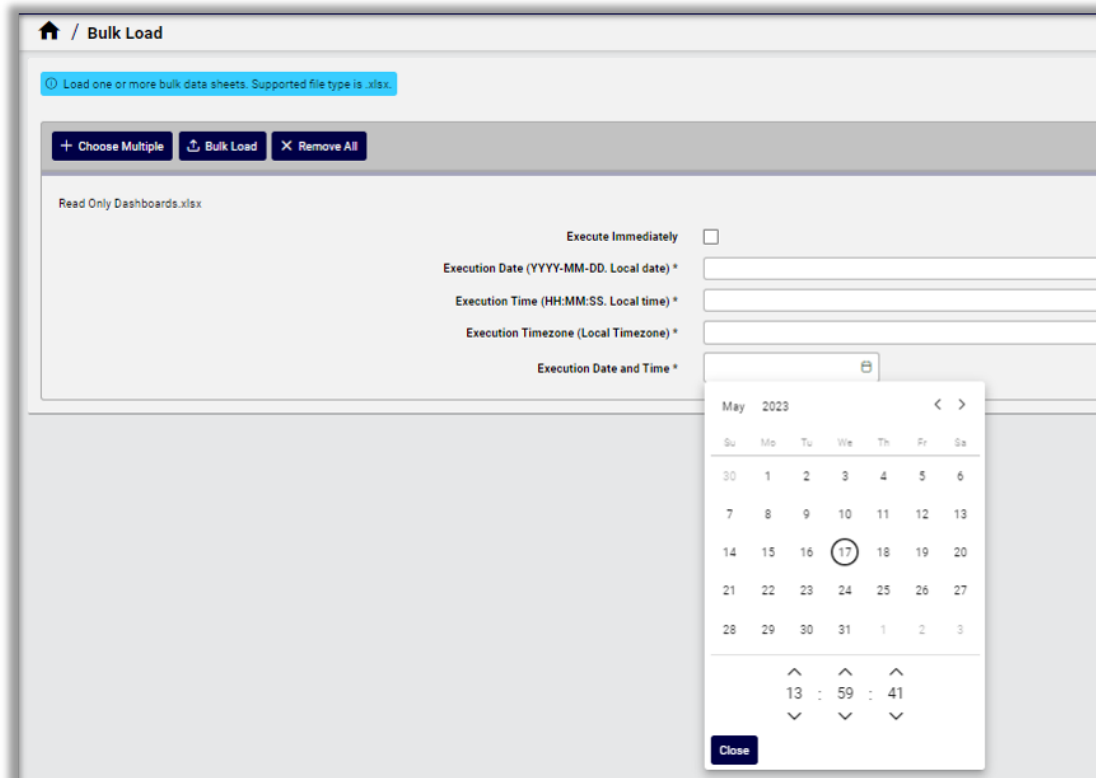 / Bulk Load
Load one or more bulk data sheets. Supported file type is .xlsx.
Choose Multiple Bulk Load Remove All
Read Only Dashboards.xlsx
Execute Immediately
Execution Date (YYYY-MM-DD. Local date) *
Execution Time (HH:MM:SS. Local time) *
Execution Timezone (Local Timezone) *
Execution Date and Time *
May 2023
Su Mo Tu We Th Fr Sa
30 1 2 3 4 5 6
7 8 9 10 11 12 13
14 15 16 17 18 19 20
21 22 23 24 25 26 27
28 29 30 31 1 2 3
13 : 59 : 41
Close